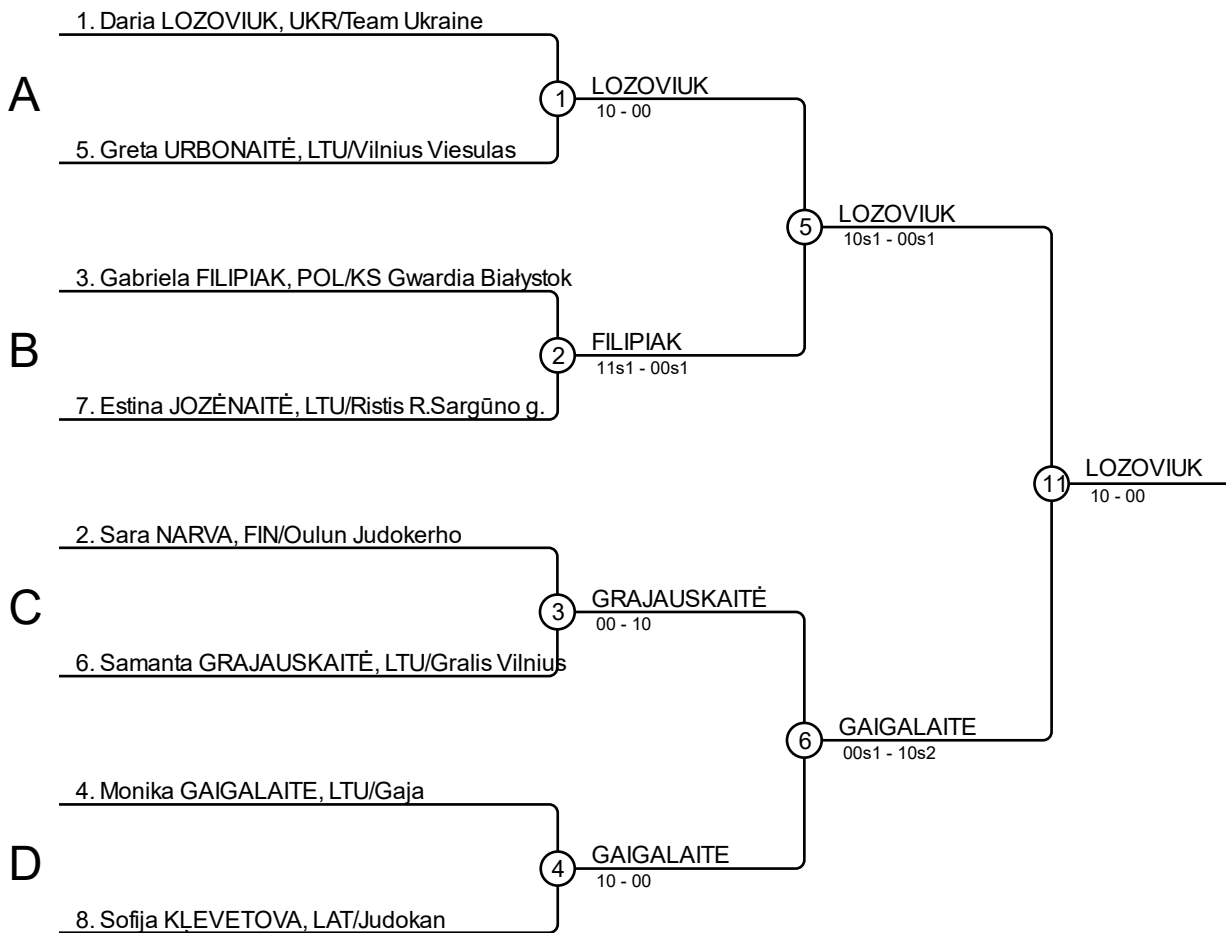 1. Daria LOZOVIUK, UKR/Team Ukraine
A
1
LOZOVIUK
10 - 00
5. Greta URBONAITĖ, LTU/Vilnius Viesulas
5
LOZOVIUK
10s1 - 00s1
3. Gabriela FILIPIAK, POL/KS Gwardia Białystok
B
2
FILIPIAK
11s1 - 00s1
7. Estina JOZĖNAITĖ, LTU/Ristis R.Sargūno g.
11
LOZOVIUK
10 - 00
2. Sara NARVA, FIN/Oulun Judokerho
C
3
GRAJAUSKAITĖ
00 - 10
6. Samanta GRAJAUSKAITĖ, LTU/Gralis Vilnius
6
GAIGALAITE
00s1 - 10s2
4. Monika GAIGALAITE, LTU/Gaja
D
4
GAIGALAITE
10 - 00
8. Sofija KĻEVETOVA, LAT/Judokan